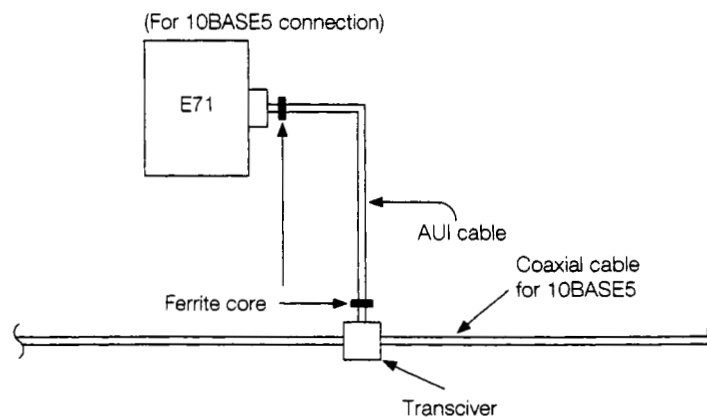 (For 10BASE5 connection)
E71
AUI cable
Coaxial cable
for 10BASE5
Ferrite core
Transciver